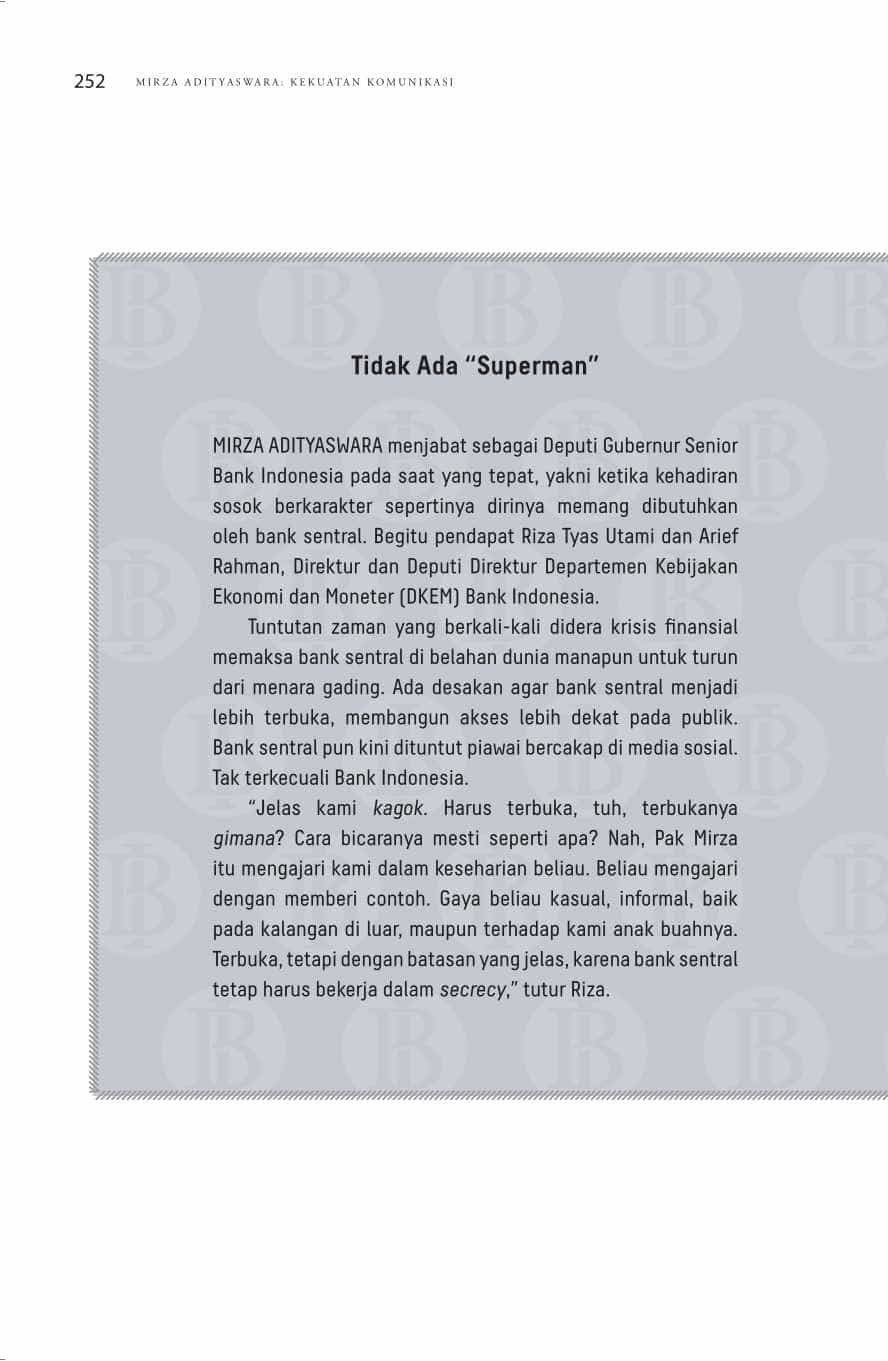 252 MIRZA ADITYASWARA: KEKUATAN KOMUNIKASI
Tidak Ada “Superman”
MIRZA ADITYASWARA menjabat sebagai Deputi Gubernur Senior
Bank Indonesia pada saat yang tepat, yakni ketika kehadiran
sosok berkarakter sepertinya dirinya memang dibutuhkan
oleh bank sentral. Begitu pendapat Riza Tyas Utami dan Arief
Rahman, Direktur dan Deputi Direktur Departemen Kebijakan
Ekonomi dan Moneter (DKEM) Bank Indonesia.
Tuntutan zaman yang berkali-kali didera krisis finansial
memaksa bank sentral di belahan dunia manapun untuk turun
dari menara gading. Ada desakan agar bank sentral menjadi
lebih terbuka, membangun akses lebih dekat pada publik.
Bank sentral pun kini dituntut piawai bercakap di media sosial.
Tak terkecuali Bank Indonesia.
“Jelas kami kagok. Harus terbuka, tuh, terbukanya
gimana? Cara bicaranya mesti seperti apa? Nah, Pak Mirza
itu mengajari kami dalam keseharian beliau. Beliau mengajari
dengan memberi contoh. Gaya beliau kasual, informal, baik
pada kalangan di luar, maupun terhadap kami anak buahnya.
Terbuka, tetapi dengan batasan yang jelas, karena bank sentral
tetap harus bekerja dalam secrecy,” tutur Riza.